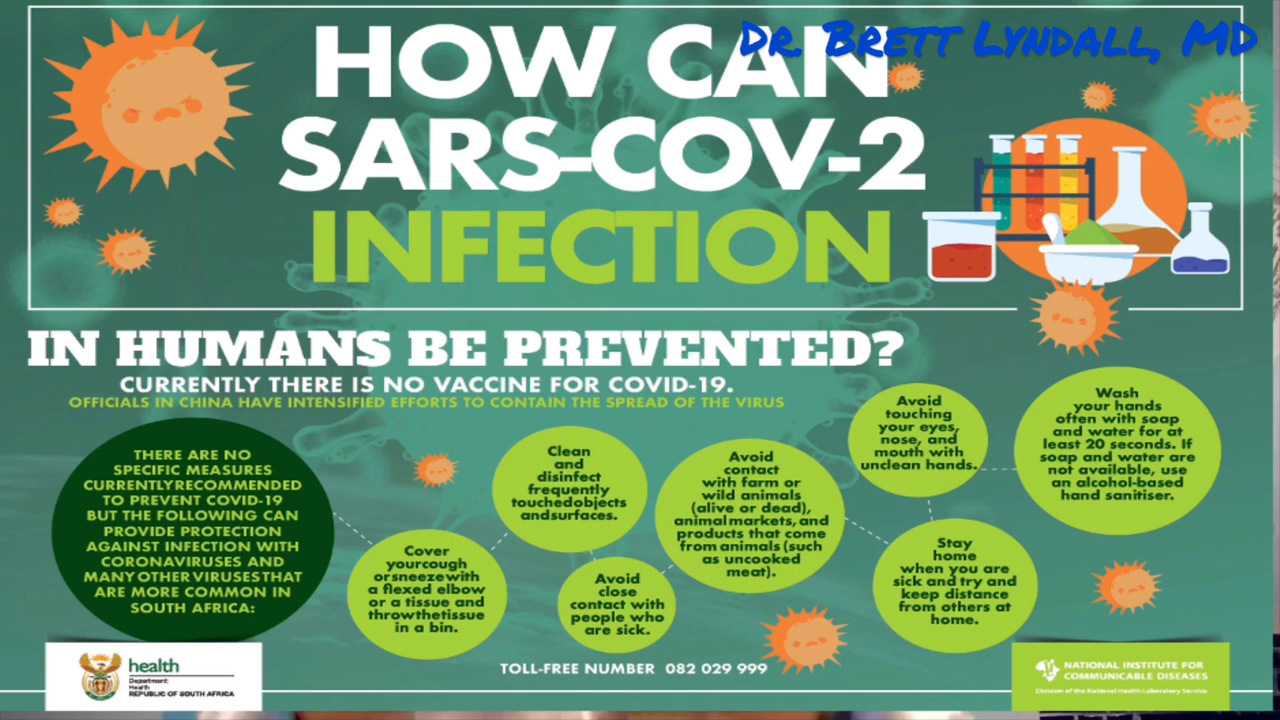 Dr. Brett Lyndall, MD
HOW CAN
SARS-COV-2
INFECTION
IN HUMANS BE PREVENTED?
CURRENTLY THERE IS NO VACCINE FOR COVID-19.
OFFICIALS IN CHINA HAVE INTENSIFIED EFFORTS TO CONTAIN THE SPREAD OF THE VIRUS
THERE ARE NO
SPECIFIC MEASURES
CURRENTLYRECOMMENDED
TO PREVENT COVID-19
BUT THE FOLLOWING CAN
PROVIDE PROTECTION
AGAINST INFECTION WITH
CORONAVIRUSES AND
MANYOTHERVIRUSESTHAT
ARE MORE COMMON IN
SOUTH AFRICA:
Cover
yourcough
orsneezewith
a flexed elbow
or a tissue and
throwthetissue
in a bin.
Clean
and
disinfect
frequently
touchedobjects
andsurfaces.
Avoid
close
contact with
people who
are sick.
Avoid
contact
with farm or
wild animals
(alive or dead),
animalmarkets,and
products that come
fromanimals(such
as uncooked
meat).
Avoid
touching
your eyes,
nose, and
mouth with
unclean hands.
Stay
home
when you are
sick and try and
keep distance
from others at
home.
Wash
your hands
often with soap
and water for at
least 20 seconds. If
soap and water are
not available, use
an alcohol-based
hand sanitiser.
health
Department:
Health
REPUBLIC OF SOUTH AFRICA
TOLL-FREE NUMBER 082 029 999
NATIONAL INSTITUTE FOR
COMMUNICABLE DISEASES
Division of the National Health Laboratory Service